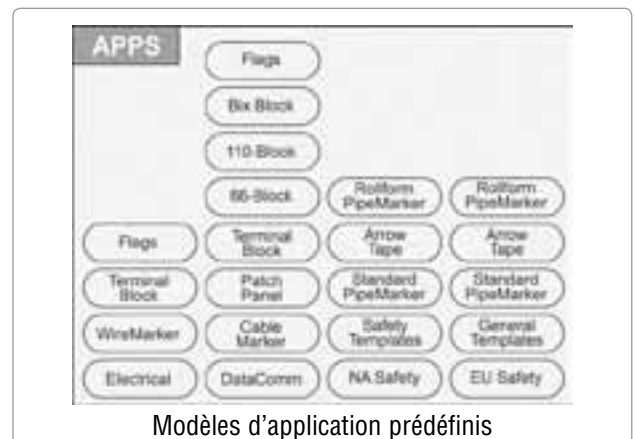 APPS
Flags
Bix Block
110-Block
66-Block
Rollform PipeMarker
Rollform PipeMarker
Flags
Terminal Block
Arrow Tape
Arrow Tape
Terminal Block
Patch Panel
Standard PipeMarker
Standard PipeMarker
WireMarker
Cable Marker
Safety Templates
General Templates
Electrical
DataComm
NA Safety
EU Safety
Modèles d'application prédéfinis